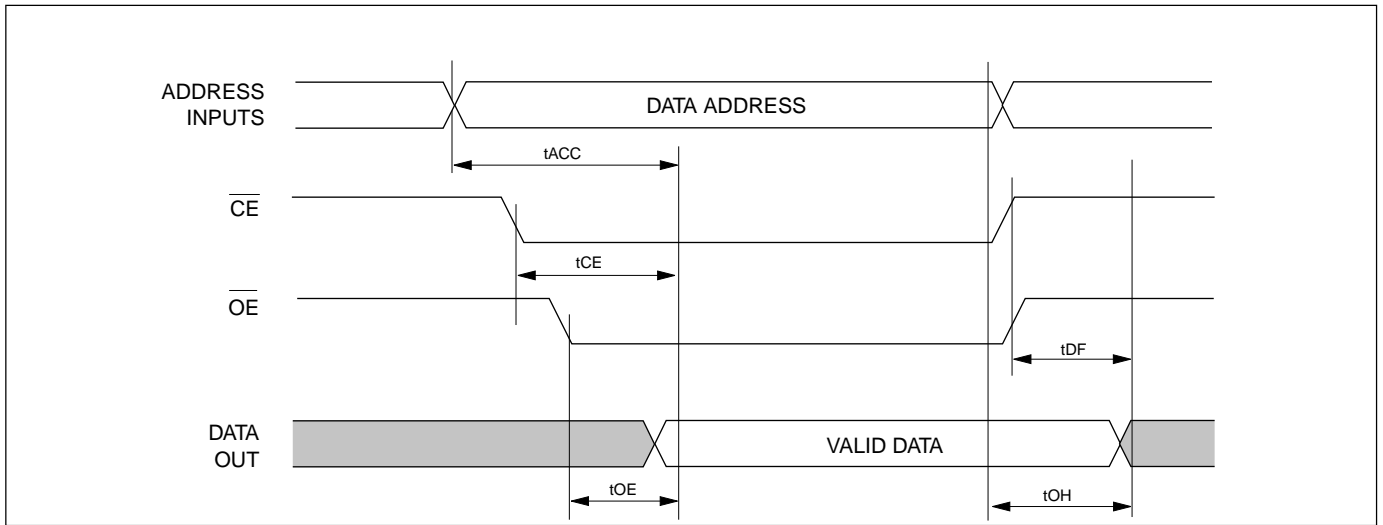 ADDRESS
INPUTS
DATA ADDRESS
tACC
CE
tCE
OE
tDF
DATA
OUT
VALID DATA
tOE
tOH